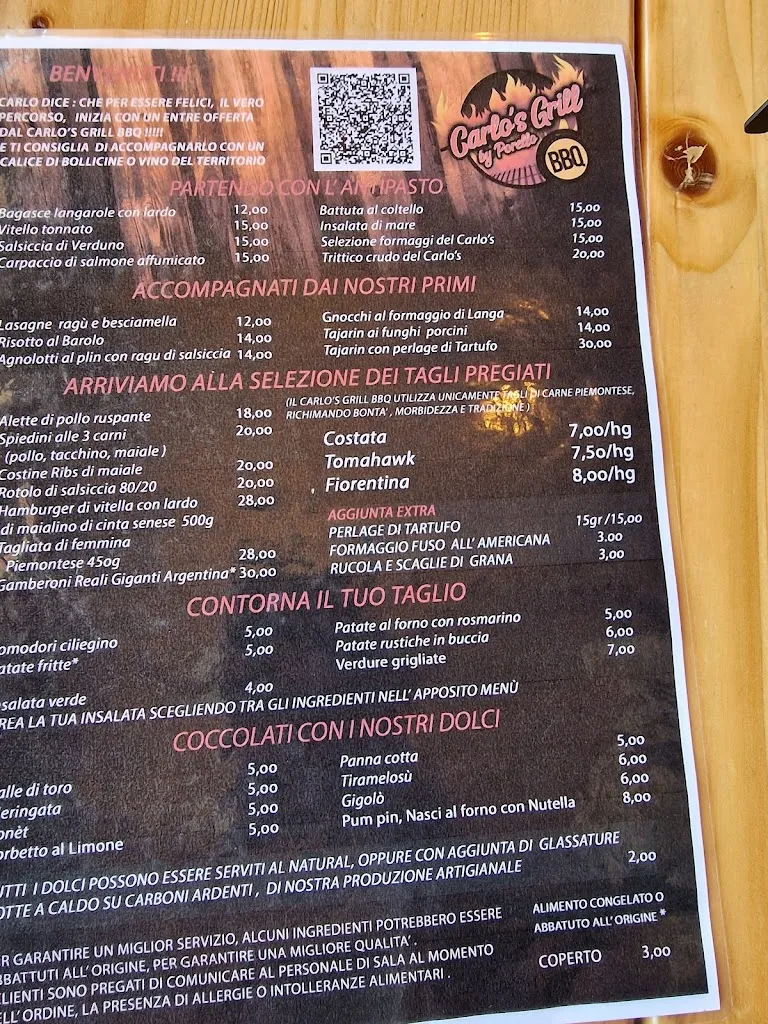 BENVENUTI !!!
CARLO DICE : CHE PER ESSERE FELICI, IL VERO
PERCORSO, INIZIA CON UN ENTRE OFFERTA
DAL CARLO'S GRILL BBQ !!!!!
E TI CONSIGLIA DI ACCOMPAGNARLO CON UN
CALICE DI BOLLICINE O VINO DEL TERRITORIO
Carlo's Grill
by Porello
BBQ
PARTENDO CON L' ANTIPASTO
Bagasce langarole con lardo 12,00
Vitello tonnato 15,00
Salsiccia di Verduno 15,00
Carpaccio di salmone affumicato 15,00
Battuta al coltello 15,00
Insalata di mare 15,00
Selezione formaggi del Carlo's 15,00
Trittico crudo del Carlo's 20,00
ACCOMPAGNATI DAI NOSTRI PRIMI
Lasagne ragù e besciamella 12,00
Risotto al Barolo 14,00
Agnolotti al plin con ragu di salsiccia 14,00
Gnocchi al formaggio di Langa 14,00
Tajarin ai funghi porcini 14,00
Tajarin con perlage di Tartufo 30,00
ARRIVIAMO ALLA SELEZIONE DEI TAGLI PREGIATI
(IL CARLO'S GRILL BBQ UTILIZZA UNICAMENTE TAGLI DI CARNE PIEMONTESE,
RICHIMANDO BONTA' , MORBIDEZZA E TRADIZIONE )
Alette di pollo ruspante 18,00
Spiedini alle 3 carni 20,00
(pollo, tacchino, maiale )
Costine Ribs di maiale 20,00
Rotolo di salsiccia 80/20 20,00
Hamburger di vitella con lardo 28,00
di maialino di cinta senese 500g
Tagliata di femmina
Piemontese 450g 28,00
Gamberoni Reali Giganti Argentina* 30,00
Costata 7,00/hg
Tomahawk 7,50/hg
Fiorentina 8,00/hg
AGGIUNTA EXTRA
PERLAGE DI TARTUFO 15gr /15,00
FORMAGGIO FUSO ALL' AMERICANA 3.00
RUCOLA E SCAGLIE DI GRANA 3,00
CONTORNA IL TUO TAGLIO
omodori ciliegino 5,00
atate fritte* 5,00
nsalata verde 4,00
Patate al forno con rosmarino 5,00
Patate rustiche in buccia 6,00
Verdure grigliate 7,00
REA LA TUA INSALATA SCEGLIENDO TRA GLI INGREDIENTI NELL' APPOSITO MENÙ
COCCOLATI CON I NOSTRI DOLCI
alle di toro 5,00
eringata 5,00
onèt 5,00
orbetto al Limone 5,00
Panna cotta 5,00
Tiramelosù 6,00
Gigolò 6,00
Pum pin, Nasci al forno con Nutella 8,00
UTTI I DOLCI POSSONO ESSERE SERVITI AL NATURAL, OPPURE CON AGGIUNTA DI GLASSATURE
OTTE A CALDO SU CARBONI ARDENTI , DI NOSTRA PRODUZIONE ARTIGIANALE 2,00
R GARANTIRE UN MIGLIOR SERVIZIO, ALCUNI INGREDIENTI POTREBBERO ESSERE
BBATTUTI ALL' ORIGINE, PER GARANTIRE UNA MIGLIORE QUALITA' .
CLIENTI SONO PREGATI DI COMUNICARE AL PERSONALE DI SALA AL MOMENTO
ELL' ORDINE, LA PRESENZA DI ALLERGIE O INTOLLERANZE ALIMENTARI .
ALIMENTO CONGELATO O
ABBATUTO ALL' ORIGINE *
COPERTO 3,00